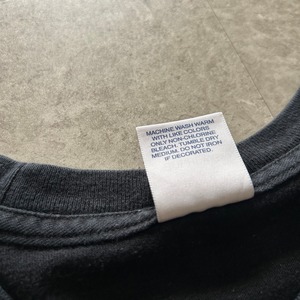 MACHINE WASH WARM
WITH LIKE COLORS
ONLY NON-CHLORINE
BLEACH. TUMBLE DRY
MEDIUM. DO NOT IRON
IF DECORATED.